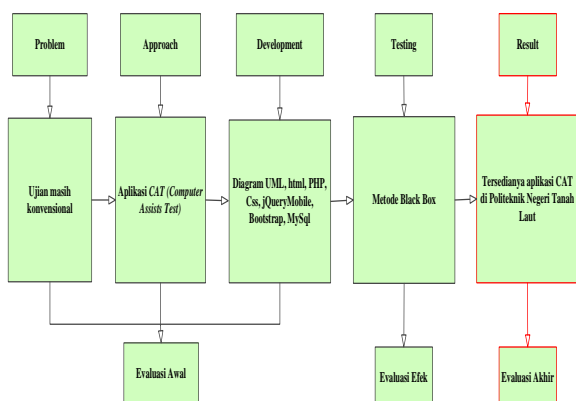 Problem
Approach
Development
Testing
Result
Ujian masih
konvensional
Aplikasi CAT (Computer
Assists Test)
Diagram UML, html, PHP,
Css, jQueryMobile,
Bootstrap, MySql
Metode Black Box
Tersedianya aplikasi CAT
di Politeknik Negeri Tanah
Laut
Evaluasi Awal
Evaluasi Efek
Evaluasi Akhir